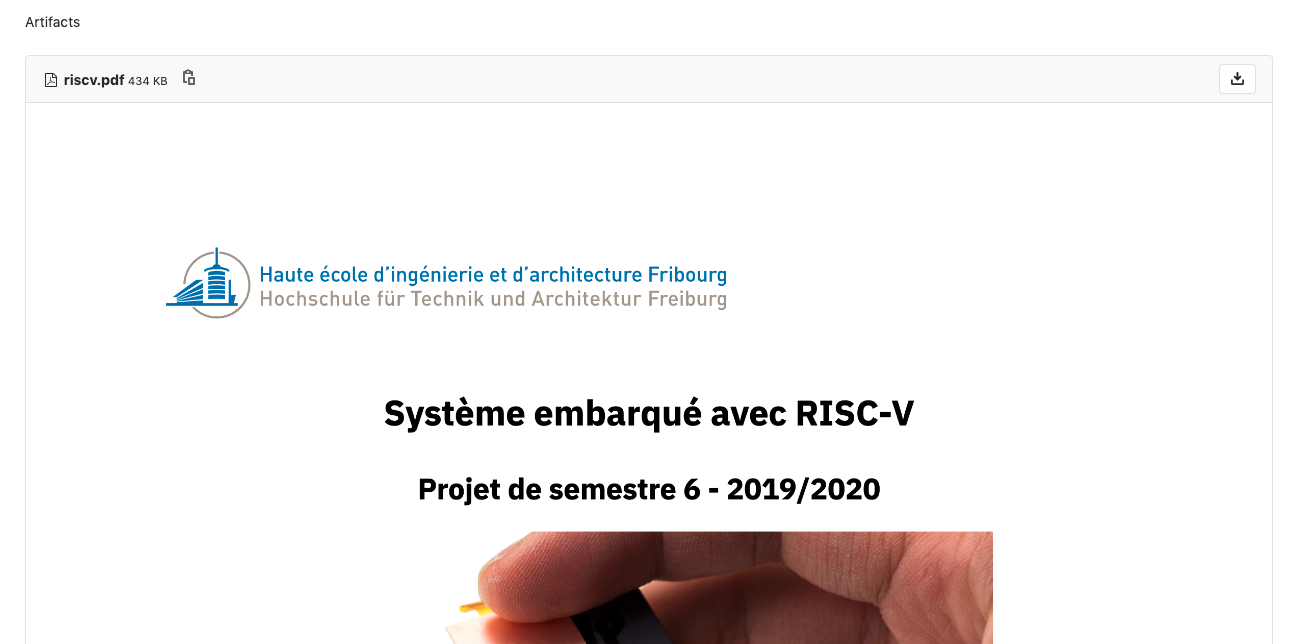 Artifacts
riscv.pdf 434 KB
Haute école d'ingénierie et d'architecture Fribourg
Hochschule für Technik und Architektur Freiburg
Système embarqué avec RISC-V
Projet de semestre 6 - 2019/2020